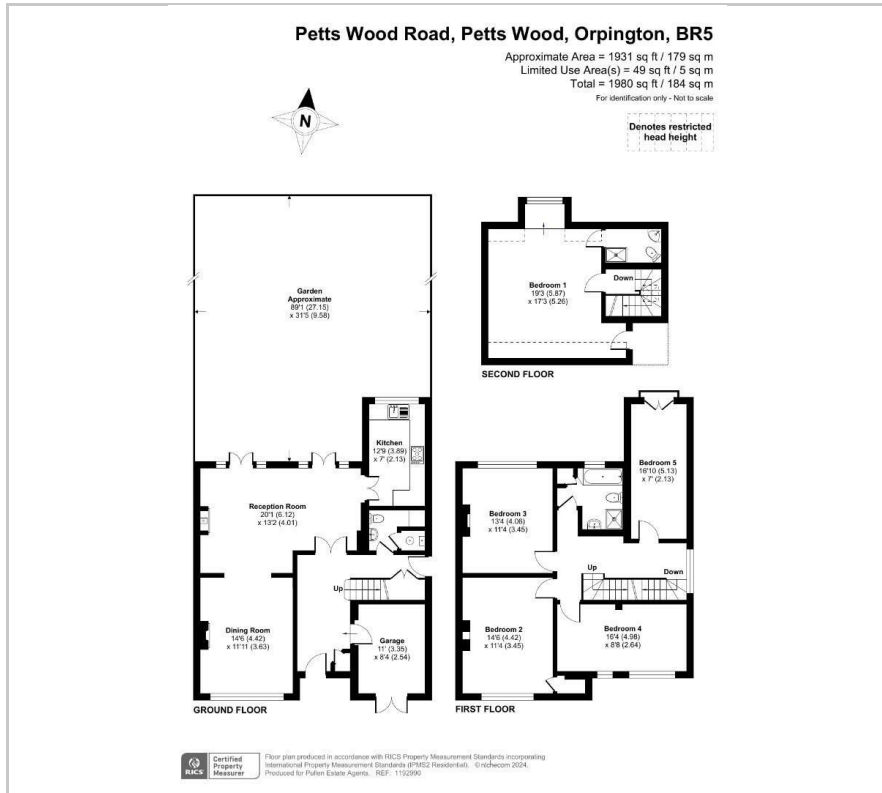 Petts Wood Road, Petts Wood, Orpington, BR5
Approximate Area = 1931 sq ft / 179 sq m
Limited Use Area(s) = 49 sq ft / 5 sq m
Total = 1980 sq ft / 184 sq m
For identification only - Not to scale
N
Denotes restricted
head height
Garden
Approximate
89'1 (27.15)
x 31'5 (9.58)
Bedroom 1
19'3 (5.87)
x 17'3 (5.26)
Down
SECOND FLOOR
Kitchen
12'9 (3.89)
x 7' (2.13)
Reception Room
20'1 (6.12)
x 13'2 (4.01)
Up
Dining Room
14'6 (4.42)
x 11'11 (3.63)
Garage
11' (3.35)
x 8'4 (2.54)
GROUND FLOOR
Bedroom 5
16'10 (5.13)
x 7' (2.13)
Bedroom 3
13'4 (4.06)
x 11'4 (3.45)
Up
Down
Bedroom 2
14'6 (4.42)
x 11'4 (3.45)
Bedroom 4
16'4 (4.98)
x 8'8 (2.64)
FIRST FLOOR
RICS
Certified
Property
Measurer
Floor plan produced in accordance with RICS Property Measurement Standards incorporating
International Property Measurement Standards (IPMS2 Residential). © nichecom 2024.
Produced for Pullen Estate Agents. REF: 1192990